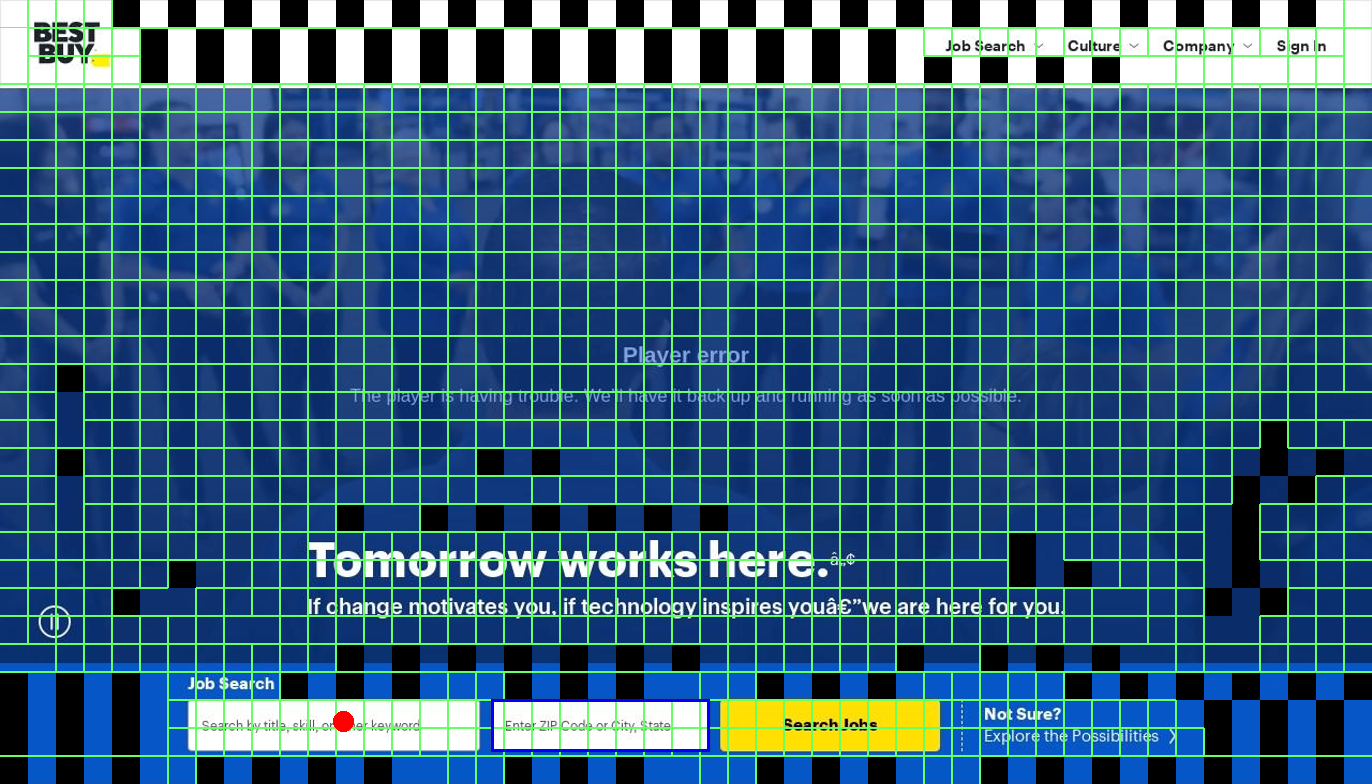 BEST BUY
Job Search Culture Company Sign In
Player error
The player is having trouble. We'll have it back up and running as soon as possible.
Tomorrow works here.â„¢
If change motivates you, if technology inspires youâ€”we are here for you.
Job Search
Search by title, skill, or other keyword
Enter ZIP Code or City, State
Search Jobs
Not Sure?
Explore the Possibilities